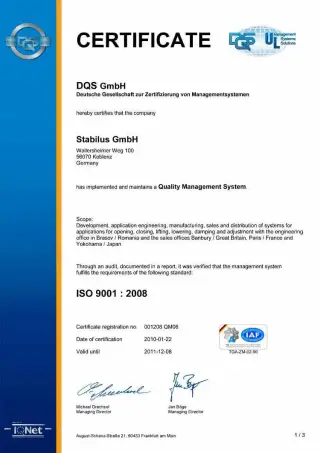 CERTIFICATE
DQS UL Management
Systems
Solutions
DQS GmbH
Deutsche Gesellschaft zur Zertifizierung von Managementsystemen
hereby certifies that the company
Stabilus GmbH
Wallersheimer Weg 100
56070 Koblenz
Germany
has implemented and maintains a Quality Management System.
Scope:
Development, application engineering, manufacturing, sales and distribution of systems for
applications for opening, closing, lifting, lowering, damping and adjustment with the engineering
office in Brasov / Romania and the sales offices Banbury / Great Britain, Paris / France and
Yokohama / Japan
Through an audit, documented in a report, it was verified that the management system
fulfills the requirements of the following standard:
ISO 9001 : 2008
Certificate registration no. 001206 QM08
Date of certification 2010-01-22
Valid until 2011-12-08
IAF
TGA-ZM-02-90
Michael Drechsel
Managing Director
Jan Böge
Managing Director
IQNet
August-Schanz-Straße 21, 60433 Frankfurt am Main
1 / 3